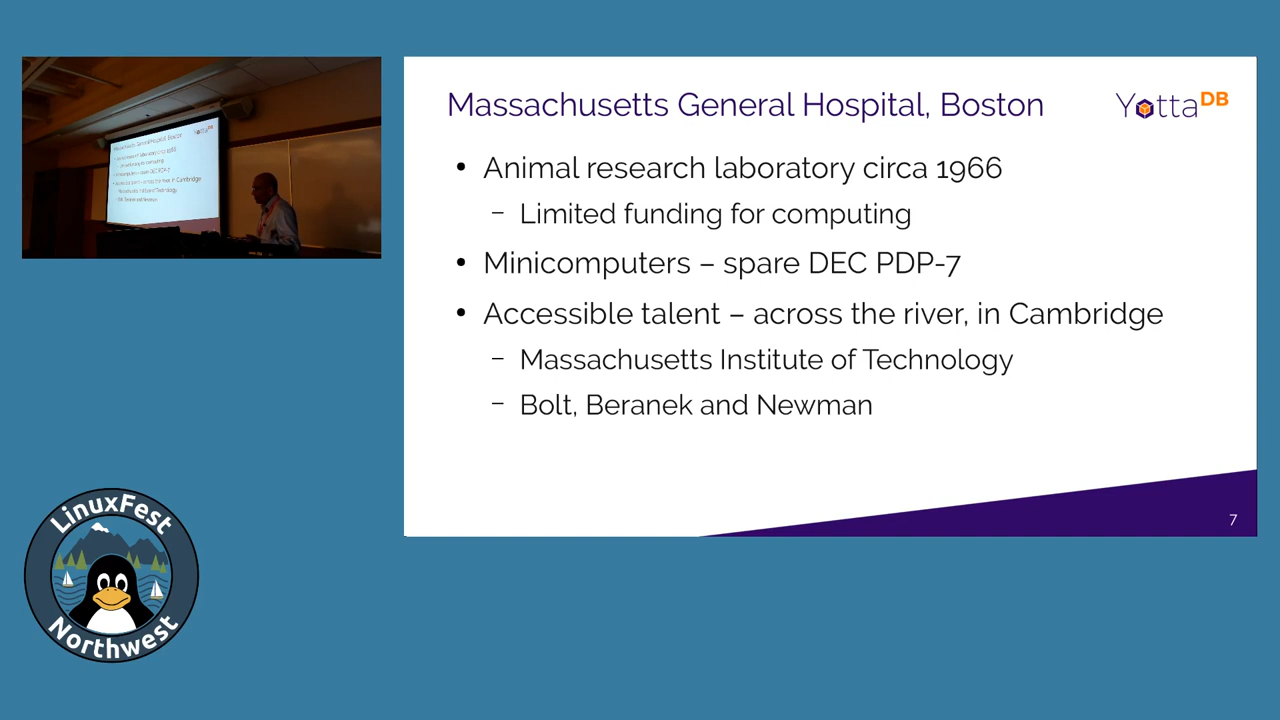 Massachusetts General Hospital, Boston
YottaDB
• Animal research laboratory circa 1966
– Limited funding for computing
• Minicomputers – spare DEC PDP-7
• Accessible talent – across the river, in Cambridge
– Massachusetts Institute of Technology
– Bolt, Beranek and Newman
7
LinuxFest
Northwest